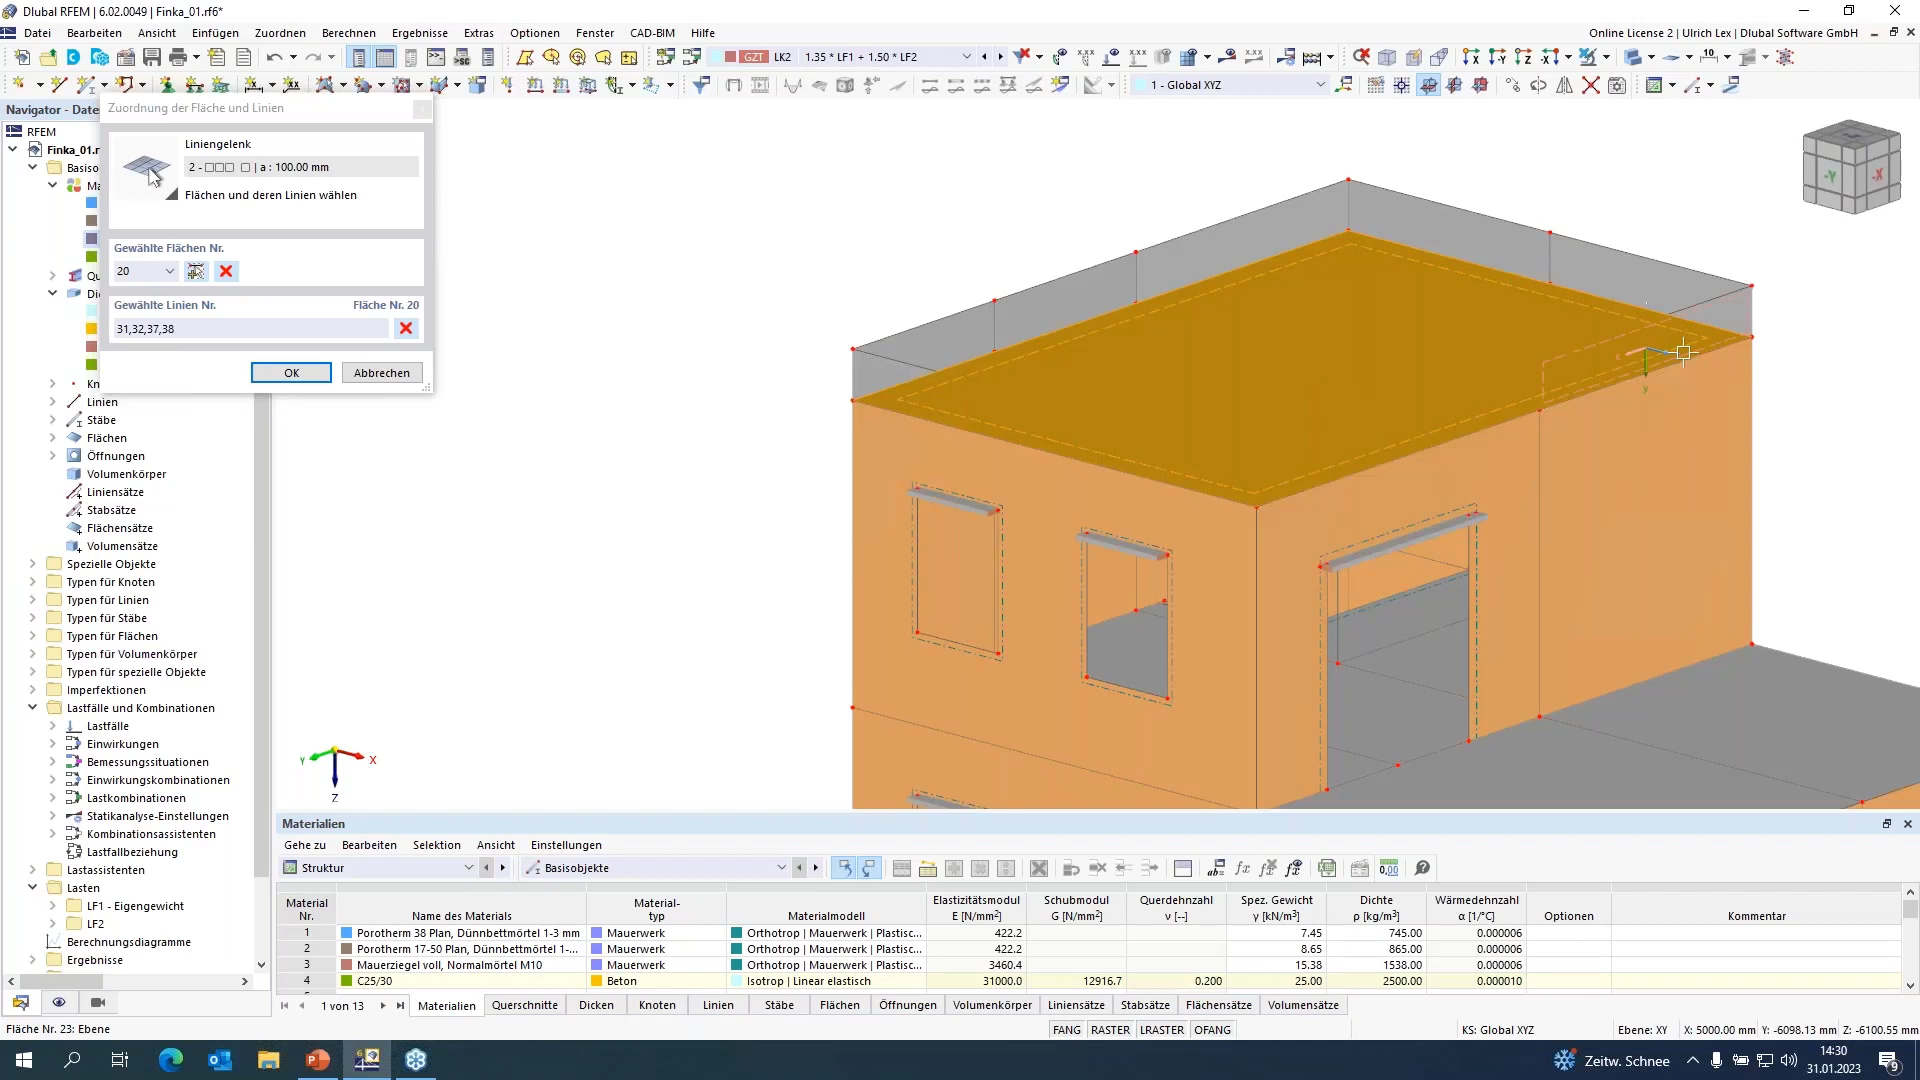 Dlubal RFEM | 6.02.0049 | Finka_01.rf6*
Datei Bearbeiten Ansicht Einfügen Zuordnen Berechnen Ergebnisse Extras Optionen Fenster CAD-BIM Hilfe
Online License 2 | Ulrich Lex | Dlubal Software GmbH
GZT LK2 1.35 * LF1 + 1.50 * LF2
1 - Global XYZ
Navigator - Date
Zuordnung der Fläche und Linien
Liniengelenk
2 - □□□ □ | a : 100.00 mm
Flächen und deren Linien wählen
Gewählte Flächen Nr.
20
Gewählte Linien Nr. Fläche Nr. 20
31,32,37,38
OK Abbrechen
RFEM
Finka_01.r
Basiso
Ma
Qu
Di
Kn
Linien
Stäbe
Flächen
Öffnungen
Volumenkörper
Liniensätze
Stabsätze
Flächensätze
Volumensätze
Spezielle Objekte
Typen für Knoten
Typen für Linien
Typen für Stäbe
Typen für Flächen
Typen für Volumenkörper
Typen für spezielle Objekte
Imperfektionen
Lastfälle und Kombinationen
Lastfälle
Einwirkungen
Bemessungssituationen
Einwirkungskombinationen
Lastkombinationen
Statikanalyse-Einstellungen
Kombinationsassistenten
Lastfallbeziehung
Lastassistenten
Lasten
LF1 - Eigengewicht
LF2
Berechnungsdiagramme
Ergebnisse
-Y -X
y
Y X
Z
Materialien
Gehe zu Bearbeiten Selektion Ansicht Einstellungen
Struktur Basisobjekte
Material Nr. Name des Materials Material-typ Materialmodell Elastizitätsmodul E [N/mm²] Schubmodul G [N/mm²] Querdehnzahl ν [--] Spez. Gewicht γ [kN/m³] Dichte ρ [kg/m³] Wärmedehnzahl α [1/°C] Optionen Kommentar
1 Porotherm 38 Plan, Dünnbettmörtel 1-3 mm Mauerwerk Orthotrop | Mauerwerk | Plastisc... 422.2 7.45 745.00 0.000006
2 Porotherm 17-50 Plan, Dünnbettmörtel 1-... Mauerwerk Orthotrop | Mauerwerk | Plastisc... 422.2 8.65 865.00 0.000006
3 Mauerziegel voll, Normalmörtel M10 Mauerwerk Orthotrop | Mauerwerk | Plastisc... 3460.4 15.38 1538.00 0.000006
4 C25/30 Beton Isotrop | Linear elastisch 31000.0 12916.7 0.200 25.00 2500.00 0.000010
1 von 13 Materialien Querschnitte Dicken Knoten Linien Stäbe Flächen Öffnungen Volumenkörper Liniensätze Stabsätze Flächensätze Volumensätze
Fläche Nr. 23: Ebene FANG RASTER LRASTER OFANG KS: Global XYZ Ebene: XY X: 5000.00 mm Y: -6098.13 mm Z: -6100.55 mm
Zeitw. Schnee
14:30
31.01.2023
9